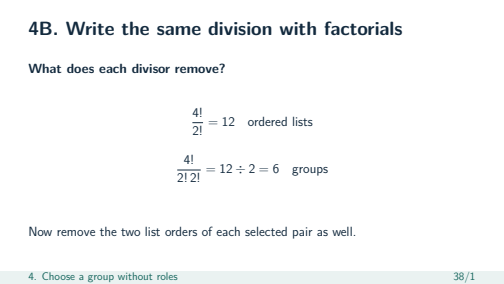 4B. Write the same division with factorials
What does each divisor remove?
4!/2! = 12 ordered lists
4!/(2! 2!) = 12 ÷ 2 = 6 groups
Now remove the two list orders of each selected pair as well.
4. Choose a group without roles 38/1